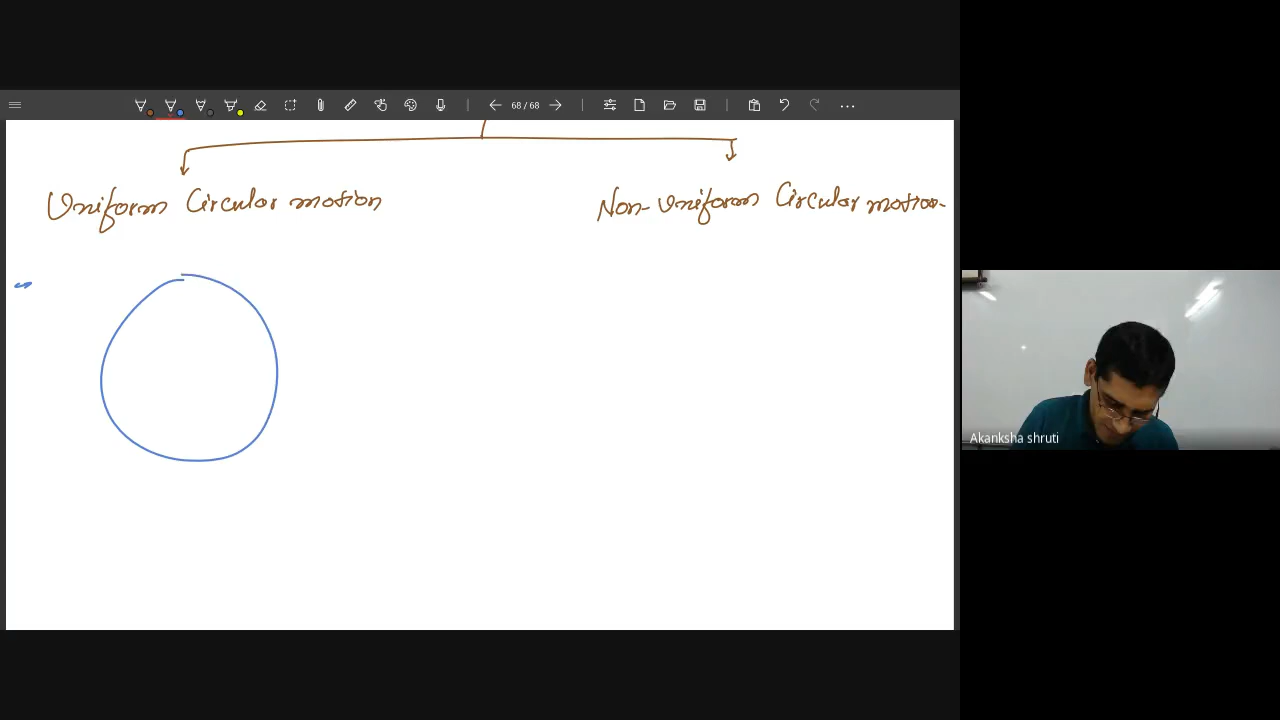 68 / 68
Uniform Circular motion
Non-Uniform Circular motion-
Akanksha shruti